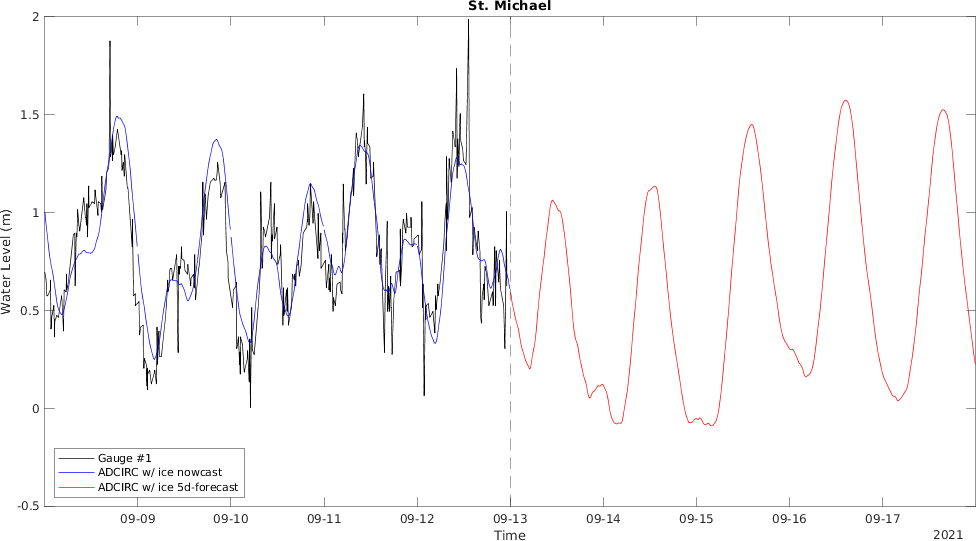 St. Michael
Water Level (m)
2
1.5
1
0.5
0
-0.5
Gauge #1
ADCIRC w/ ice nowcast
ADCIRC w/ ice 5d-forecast
09-09 09-10 09-11 09-12 09-13 09-14 09-15 09-16 09-17
Time
2021